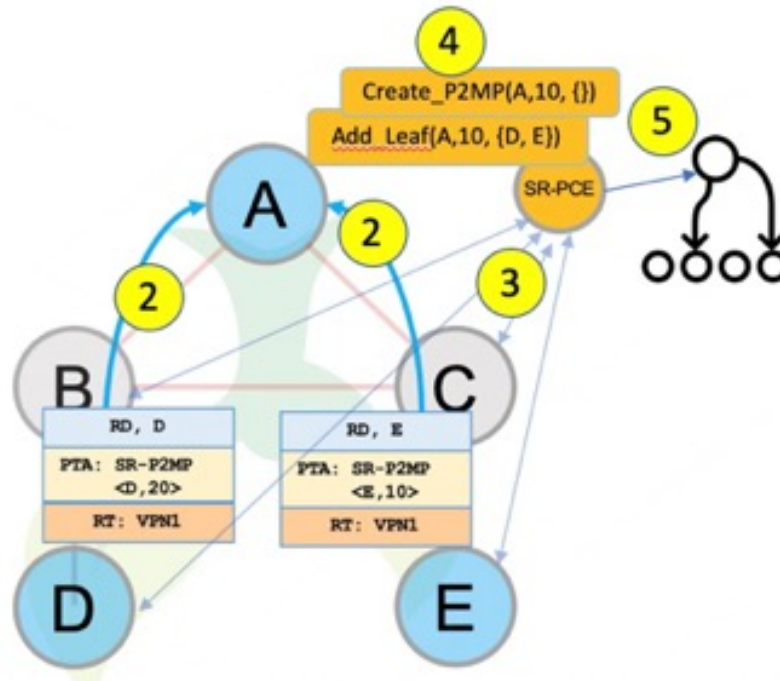 4
Create_P2MP(A,10, {})
Add_Leaf(A,10, {D, E})
5
SR-PCE
A
2
2
3
B
C
RD, D
PTA: SR-P2MP
<D,20>
RT: VPN1
RD, E
PTA: SR-P2MP
<E,10>
RT: VPN1
D
E